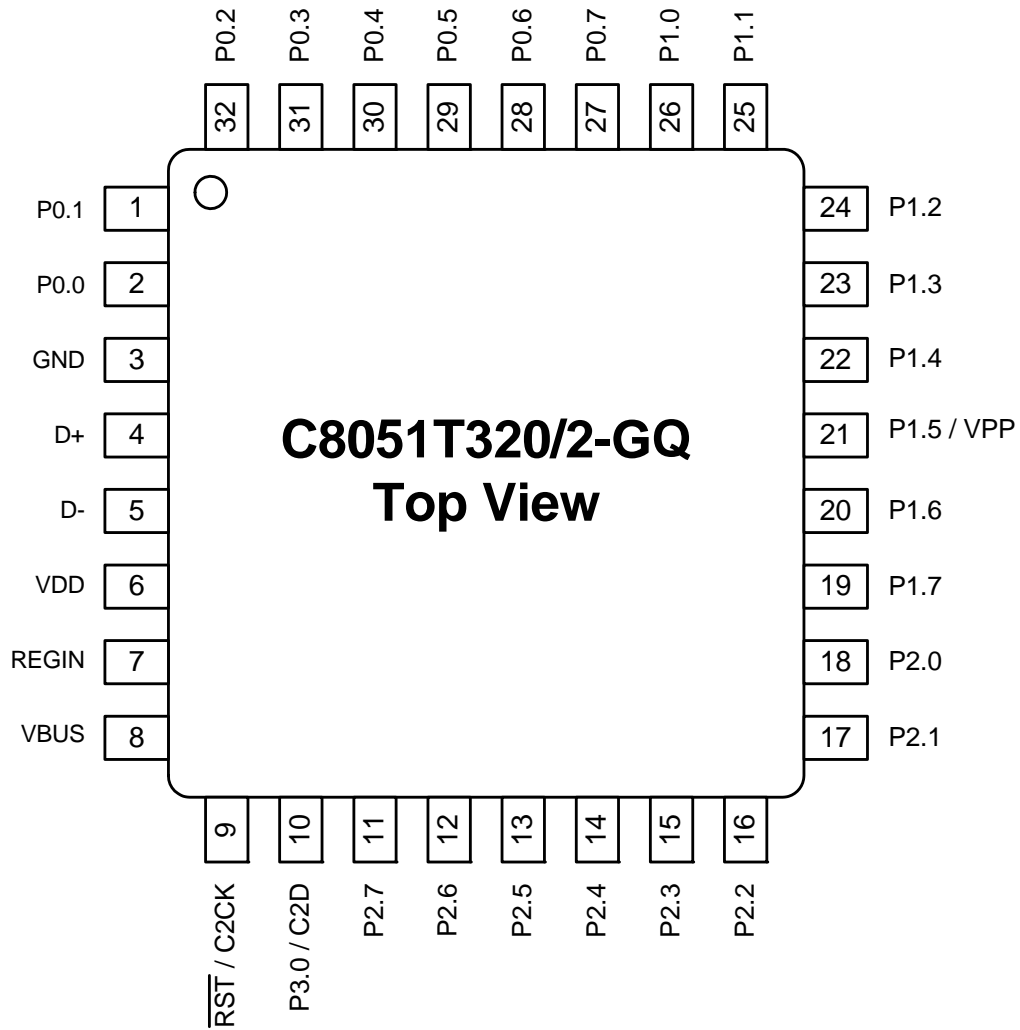 P0.2 P0.3 P0.4 P0.5 P0.6 P0.7 P1.0 P1.1
32 31 30 29 28 27 26 25
P0.1 1 24 P1.2
P0.0 2 23 P1.3
GND 3 22 P1.4
D+ 4 21 P1.5 / VPP
C8051T320/2-GQ
Top View
D- 5 20 P1.6
VDD 6 19 P1.7
REGIN 7 18 P2.0
VBUS 8 17 P2.1
9 10 11 12 13 14 15 16
R̅S̅T̅ / C2CK P3.0 / C2D P2.7 P2.6 P2.5 P2.4 P2.3 P2.2